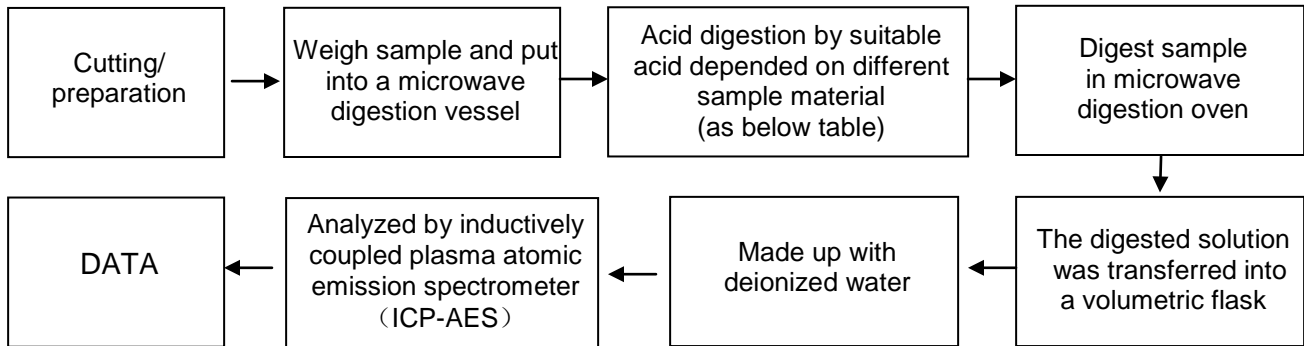 Cutting/
preparation
Weigh sample and put
into a microwave
digestion vessel
Acid digestion by suitable
acid depended on different
sample material
(as below table)
Digest sample
in microwave
digestion oven
The digested solution
was transferred into
a volumetric flask
Made up with
deionized water
Analyzed by inductively
coupled plasma atomic
emission spectrometer
（ICP-AES）
DATA